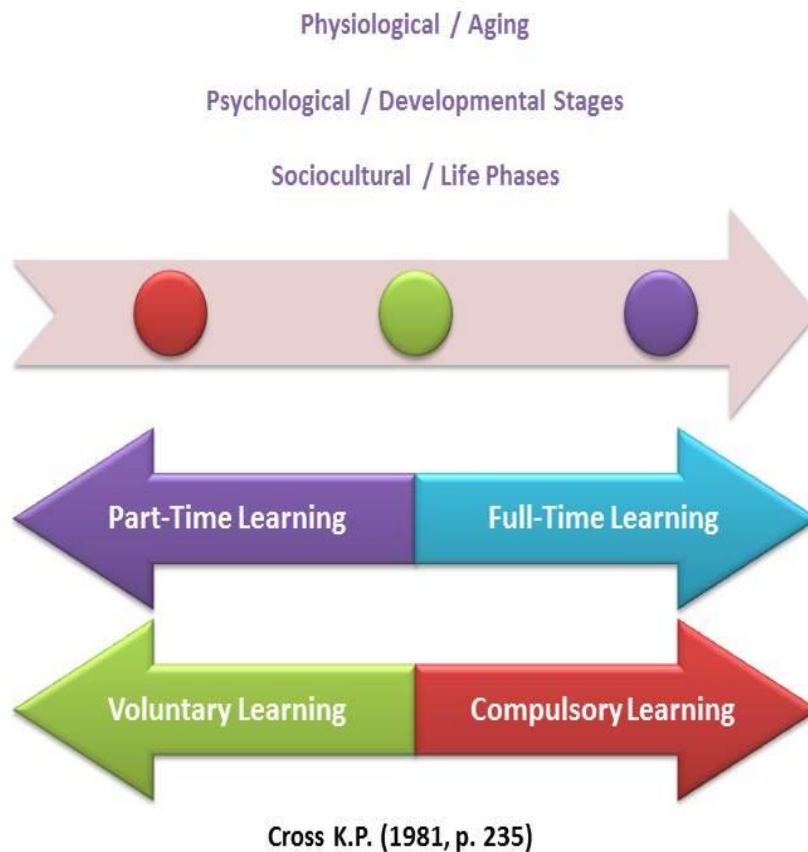 Physiological / Aging
Psychological / Developmental Stages
Sociocultural / Life Phases
Part-Time Learning
Full-Time Learning
Voluntary Learning
Compulsory Learning
Cross K.P. (1981, p. 235)